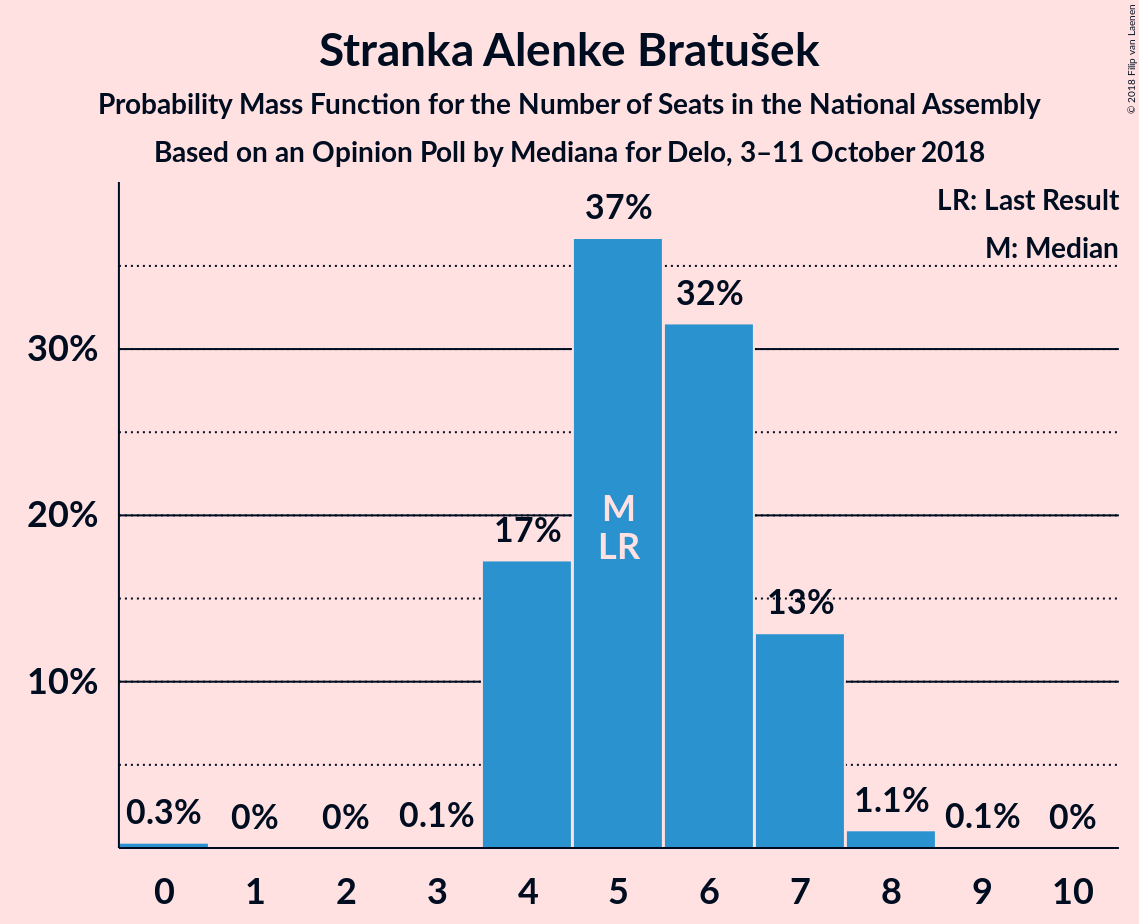 Stranka Alenke Bratušek
Probability Mass Function for the Number of Seats in the National Assembly
Based on an Opinion Poll by Mediana for Delo, 3–11 October 2018
© 2018 Filip van Laenen
LR: Last Result
M: Median
37%
32%
30%
20%
17%
M
LR
13%
10%
0.3%
0%
0%
0.1%
1.1%
0.1%
0%
0 1 2 3 4 5 6 7 8 9 10